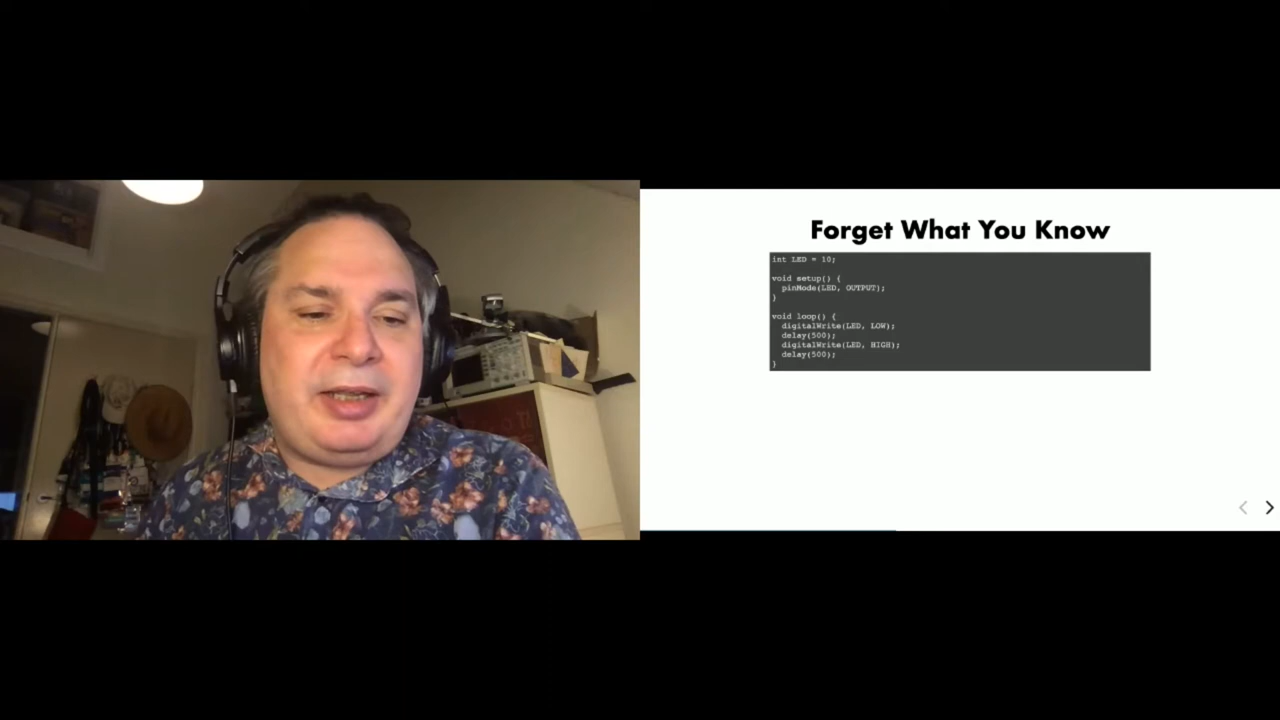 Forget What You Know
int LED = 10;
void setup() {
pinMode(LED, OUTPUT);
}
void loop() {
digitalWrite(LED, LOW);
delay(500);
digitalWrite(LED, HIGH);
delay(500);
}